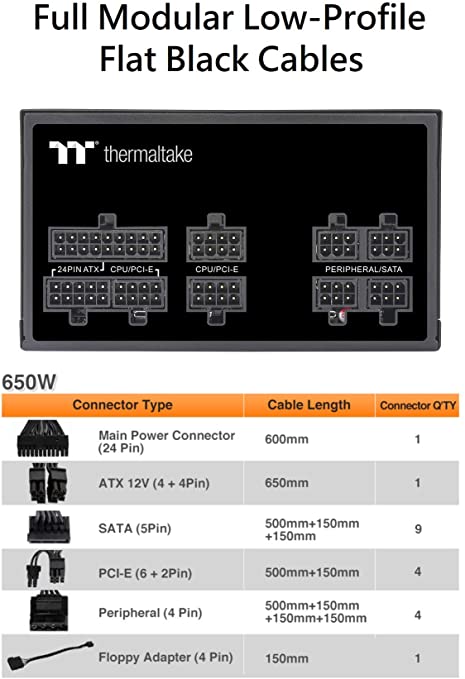 Full Modular Low-Profile
Flat Black Cables
thermaltake
24PIN ATX CPU/PCI-E CPU/PCI-E PERIPHERAL/SATA
650W
Connector Type Cable Length Connector Q'TY
Main Power Connector
(24 Pin) 600mm 1
ATX 12V (4 + 4Pin) 650mm 1
SATA (5Pin) 500mm+150mm
+150mm 9
PCI-E (6 + 2Pin) 500mm+150mm 4
Peripheral (4 Pin) 500mm+150mm
+150mm+150mm 4
Floppy Adapter (4 Pin) 150mm 1